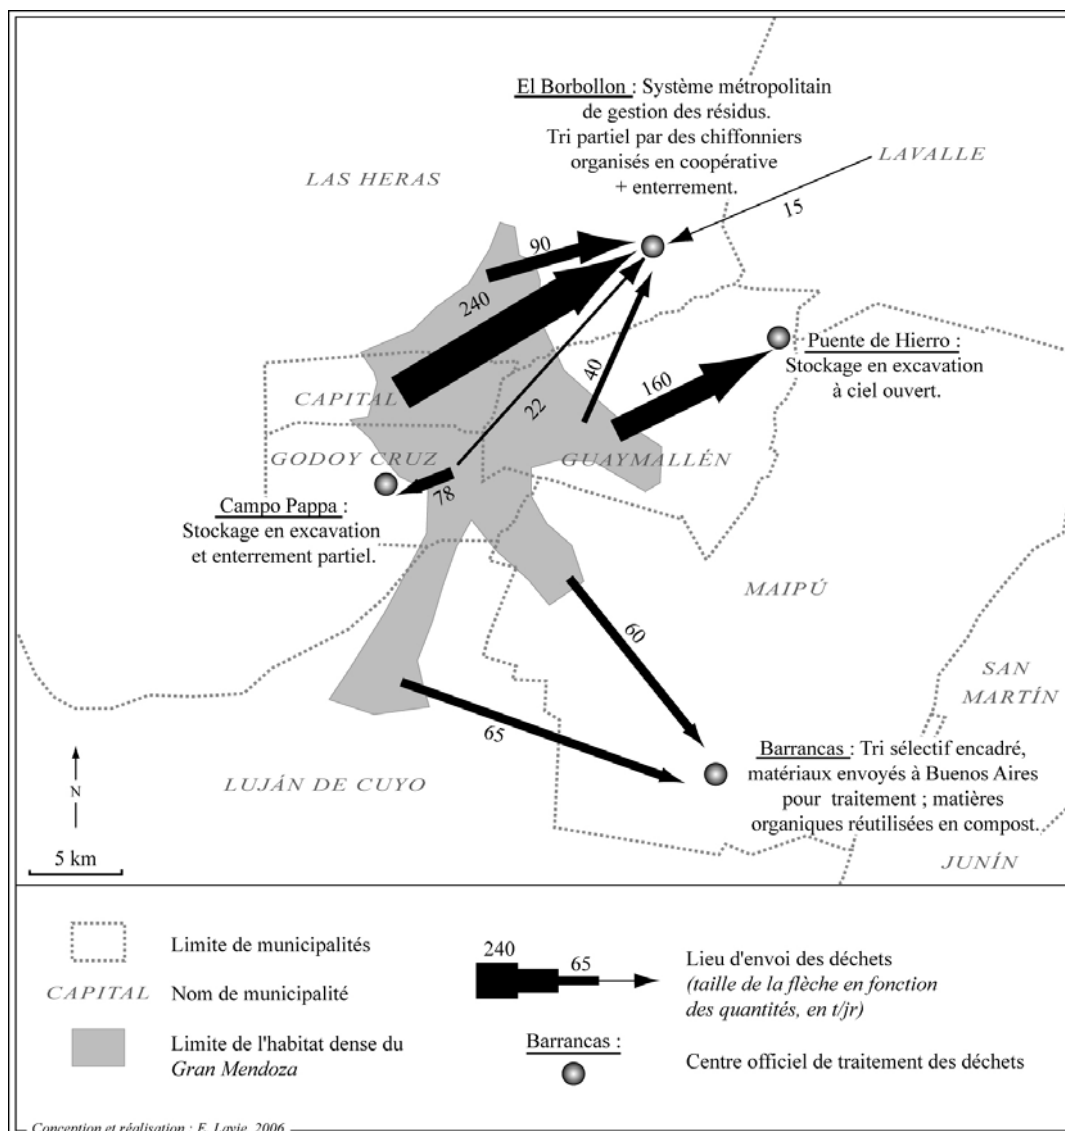 El Borbollon : Système métropolitain
de gestion des résidus.
Tri partiel par des chiffonniers
organisés en coopérative
+ enterrement.
LAVALLE
LAS HERAS
15
90
240
Puente de Hierro :
Stockage en excavation
à ciel ouvert.
40
160
CAPITAL
22
GODOY CRUZ
GUAYMALLÉN
78
Campo Pappa :
Stockage en excavation
et enterrement partiel.
MAIPÚ
60
SAN
MARTÍN
65
Barrancas : Tri sélectif encadré,
matériaux envoyés à Buenos Aires
pour traitement ; matières
organiques réutilisées en compost.
LUJÁN DE CUYO
N
5 km
JUNÍN
Limite de municipalités
CAPITAL Nom de municipalité
Limite de l'habitat dense du
Gran Mendoza
240
65
Lieu d'envoi des déchets
(taille de la flèche en fonction
des quantités, en t/jr)
Barrancas :
Centre officiel de traitement des déchets
Conception et réalisation : E. Lavie, 2006